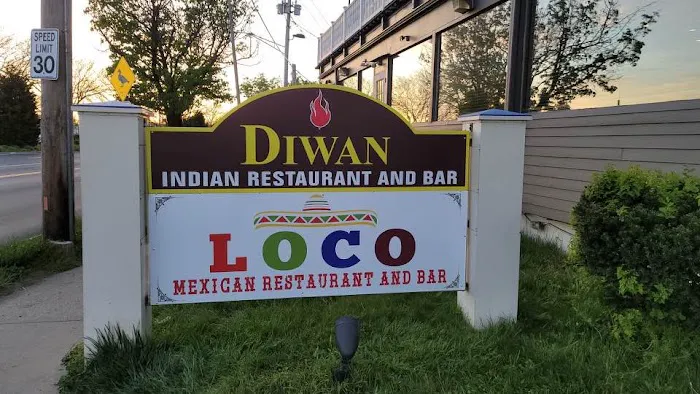 SPEED
LIMIT
30
DIWAN
INDIAN RESTAURANT AND BAR
LOCO
MEXICAN RESTAURANT AND BAR